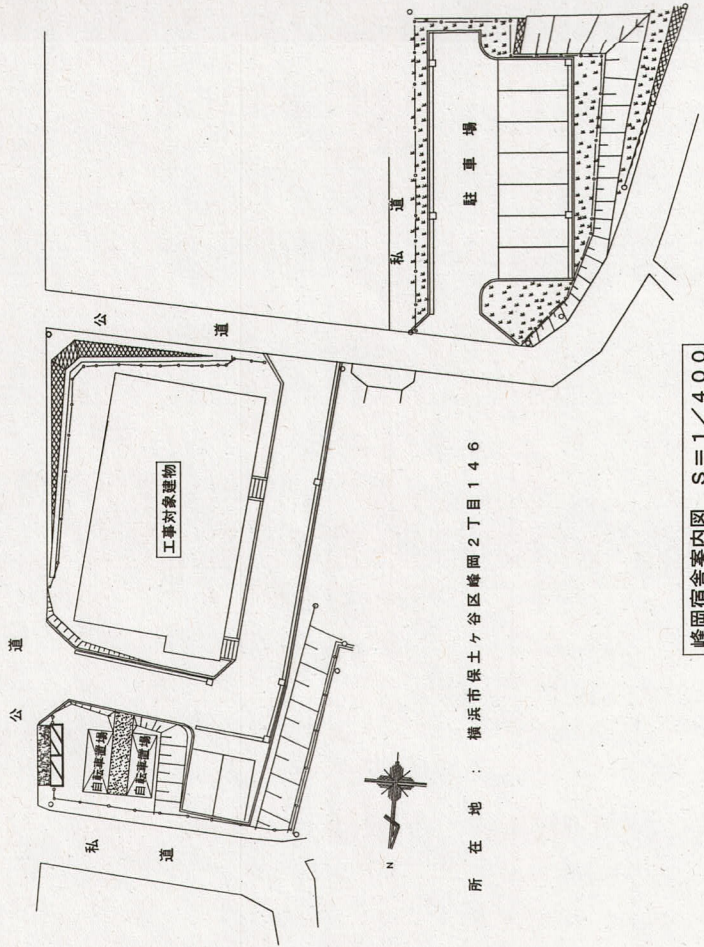 公道
公道
私道
私道
駐車場
工事対象建物
自転車置場
自転車置場
N
所在地：横浜市保土ヶ谷区峰岡2丁目146
峰岡宿舎案内図 S=1/400